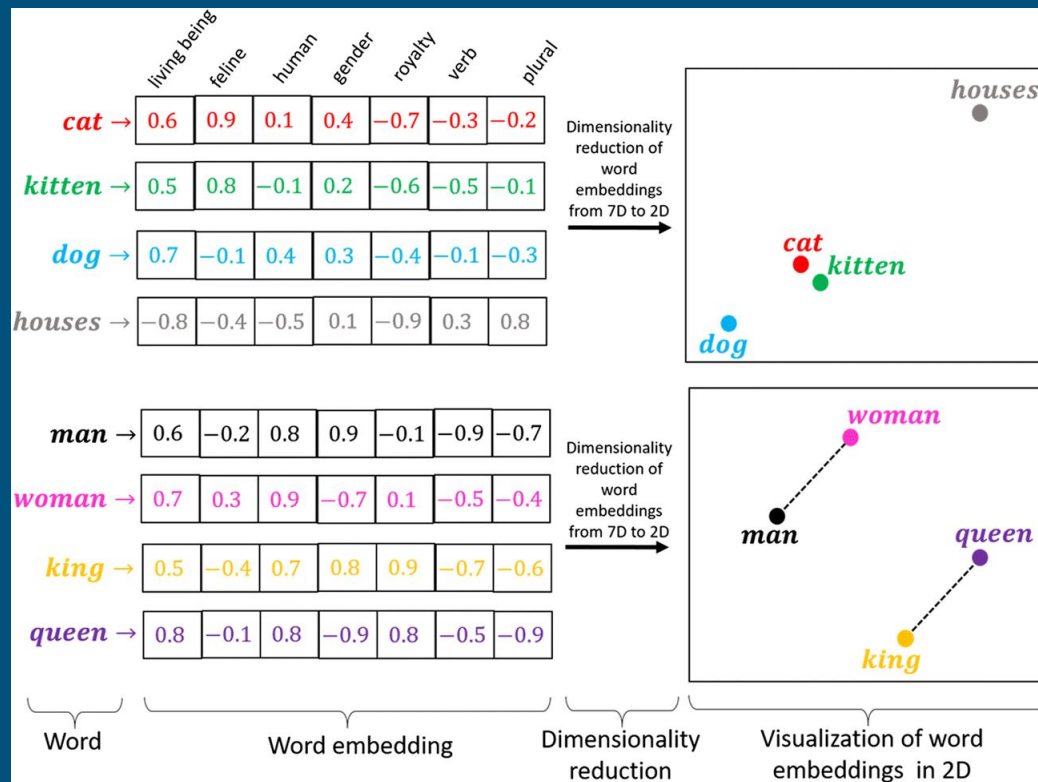 living being feline human gender royalty verb plural
cat → 0.6 0.9 0.1 0.4 −0.7 −0.3 −0.2
kitten → 0.5 0.8 −0.1 0.2 −0.6 −0.5 −0.1
dog → 0.7 −0.1 0.4 0.3 −0.4 −0.1 −0.3
houses → −0.8 −0.4 −0.5 0.1 −0.9 0.3 0.8
Dimensionality
reduction of
word
embeddings
from 7D to 2D
houses
cat
kitten
dog
man → 0.6 −0.2 0.8 0.9 −0.1 −0.9 −0.7
woman → 0.7 0.3 0.9 −0.7 0.1 −0.5 −0.4
king → 0.5 −0.4 0.7 0.8 0.9 −0.7 −0.6
queen → 0.8 −0.1 0.8 −0.9 0.8 −0.5 −0.9
Dimensionality
reduction of
word
embeddings
from 7D to 2D
woman
man
queen
king
Word
Word embedding
Dimensionality
reduction
Visualization of word
embeddings in 2D